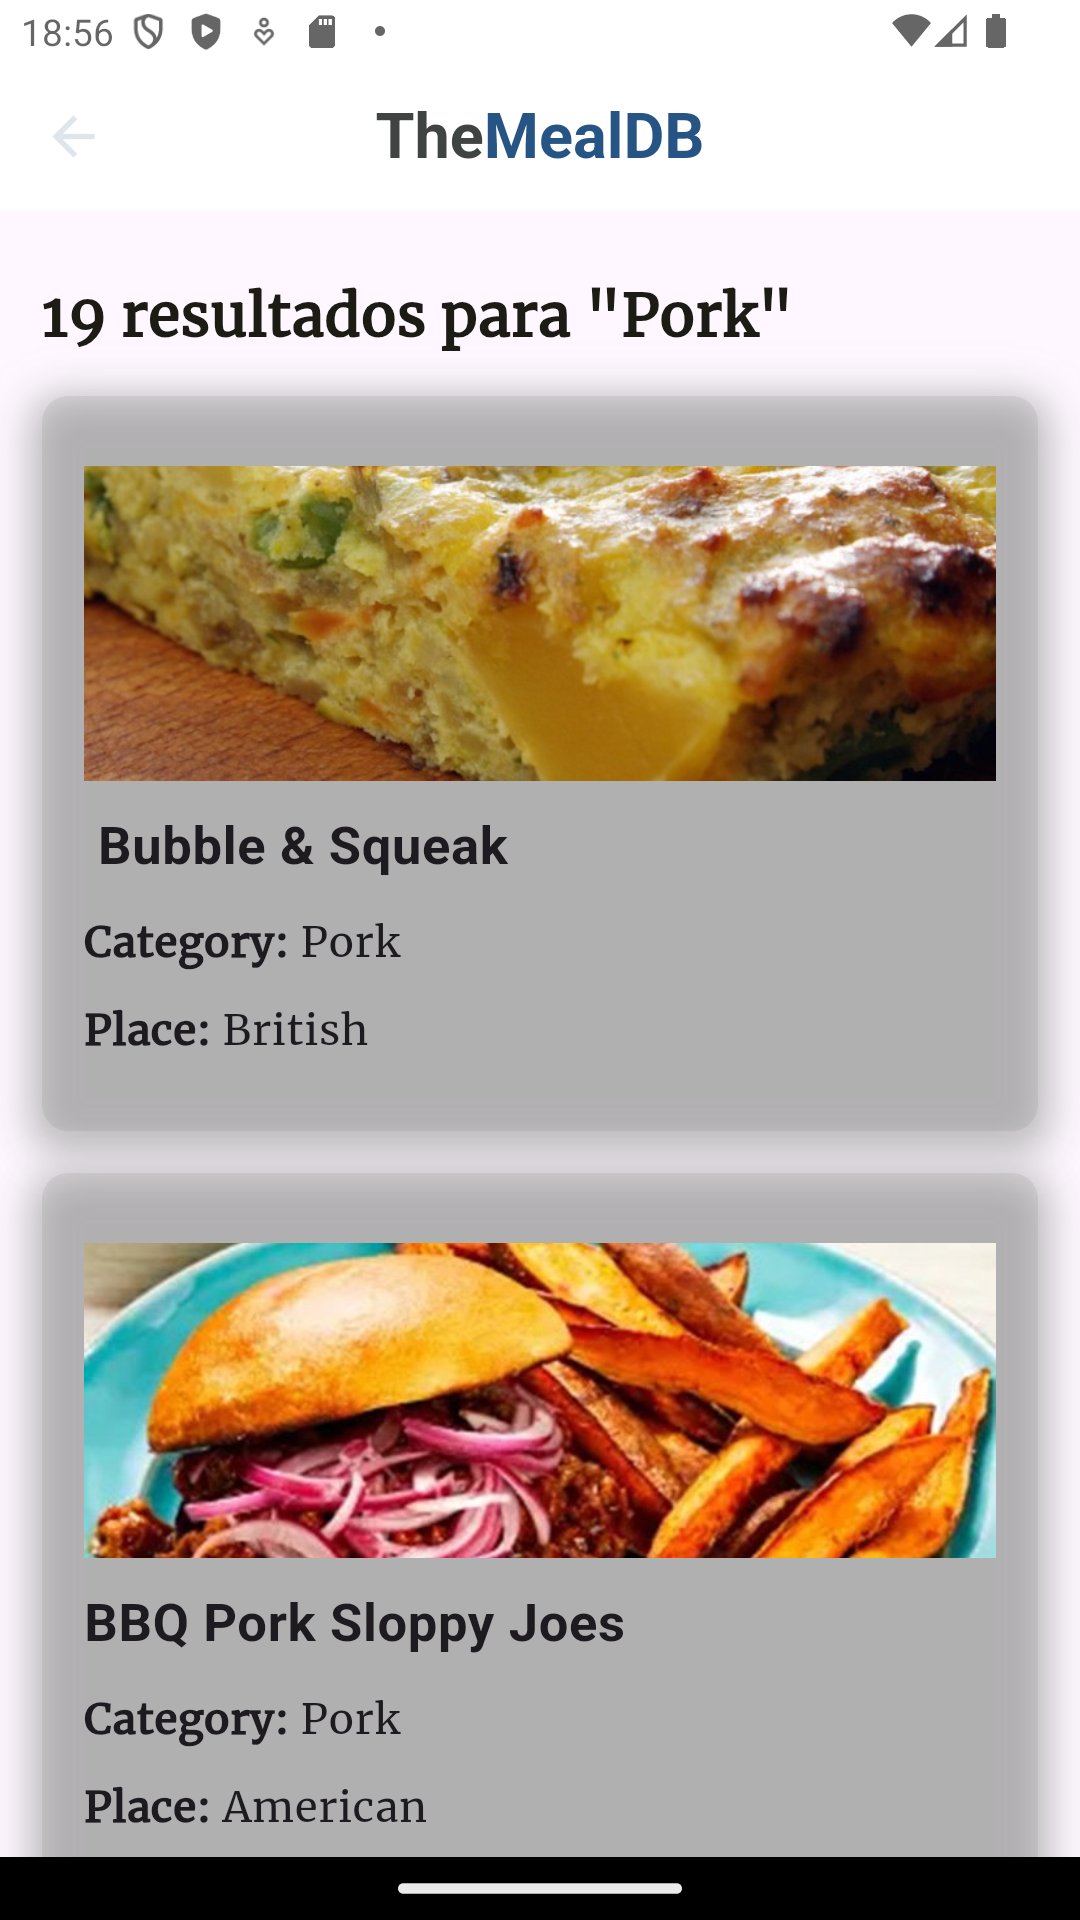 18:56
TheMealDB
19 resultados para "Pork"
Bubble & Squeak
Category: Pork
Place: British
BBQ Pork Sloppy Joes
Category: Pork
Place: American